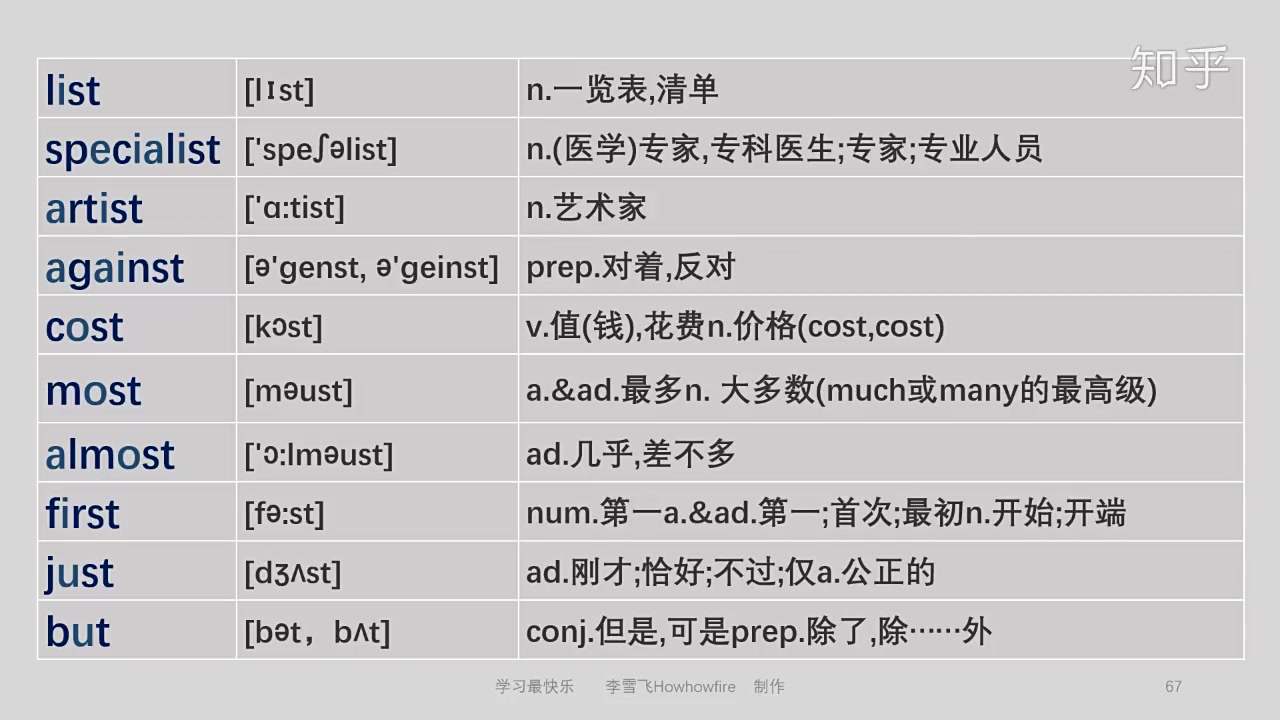 知乎
list [lɪst] n.一览表,清单
specialist ['speʃəlist] n.(医学)专家,专科医生;专家;专业人员
artist ['ɑ:tist] n.艺术家
against [ə'genst, ə'geinst] prep.对着,反对
cost [kɔst] v.值(钱),花费n.价格(cost,cost)
most [məust] a.&ad.最多n. 大多数(much或many的最高级)
almost ['ɔ:lməust] ad.几乎,差不多
first [fə:st] num.第一a.&ad.第一;首次;最初n.开始;开端
just [dʒʌst] ad.刚才;恰好;不过;仅a.公正的
but [bət，bʌt] conj.但是,可是prep.除了,除……外
学习最快乐 李雪飞Howhowfire 制作 67